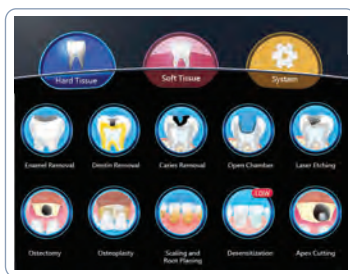 Hard Tissue
Soft Tissue
System
Enamel Removal
Dentin Removal
Caries Removal
Open Chamber
Laser Etching
LOW
Ostectomy
Osteoplasty
Scaling and
Root Planing
Desensitization
Apex Cutting